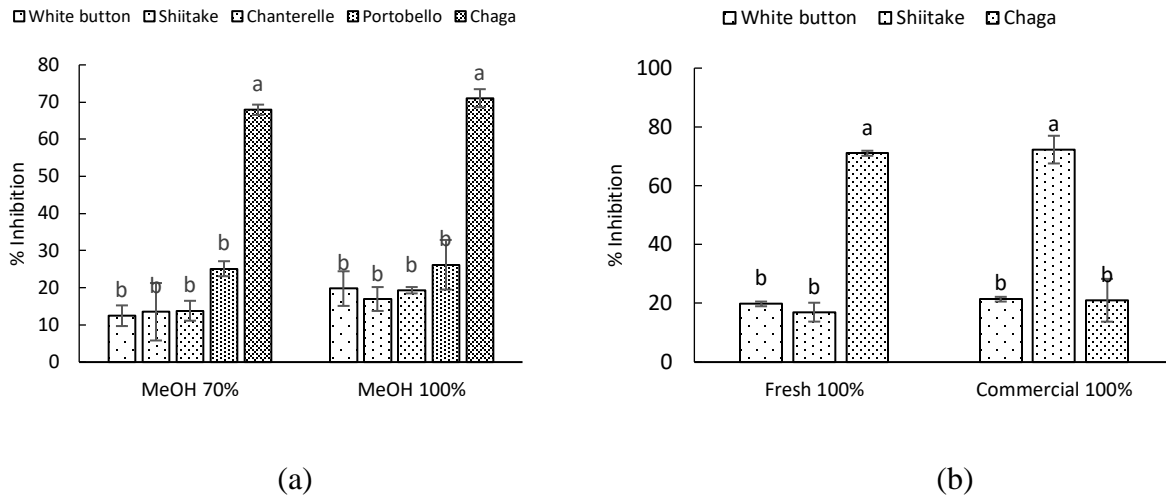 White button Shiitake Chanterelle Portobello Chaga
80
70
60
50
40
30
20
10
0
% Inhibition
b b b b a
b b b b a
MeOH 70% MeOH 100%
(a)
White button Shiitake Chaga
100
80
60
40
20
0
% Inhibition
b b a
b a b
Fresh 100% Commercial 100%
(b)